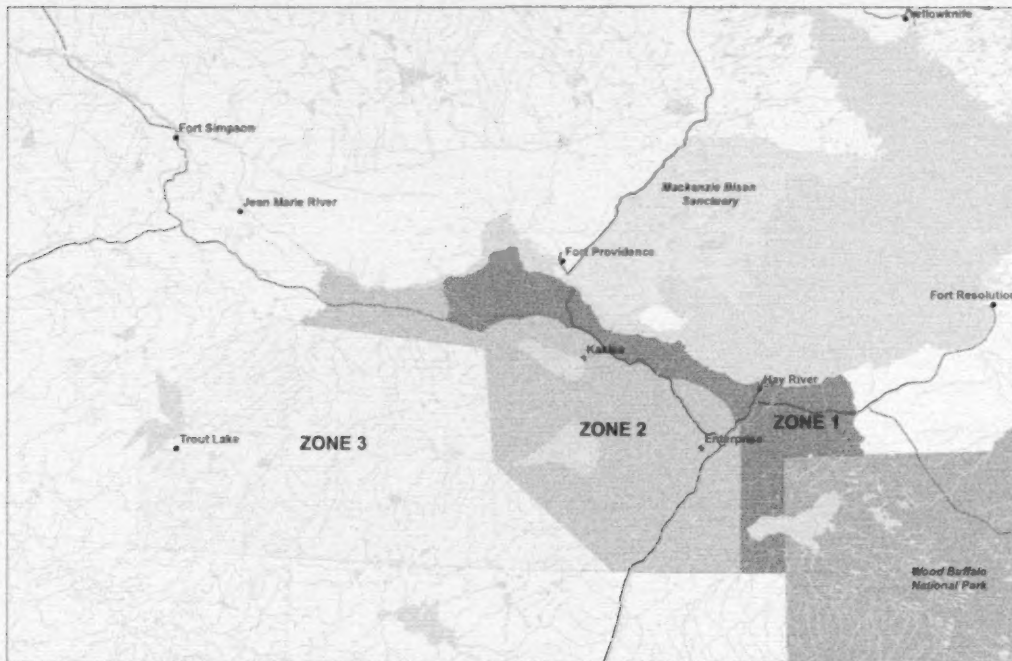 Yellowknife
Fort Simpson
Mackenzie Bison
Sanctuary
Jean Marie River
Fort Providence
Fort Resolution
Kakisa
Hay River
ZONE 1
ZONE 2
Enterprise
Trout Lake
ZONE 3
Wood Buffalo
National Park